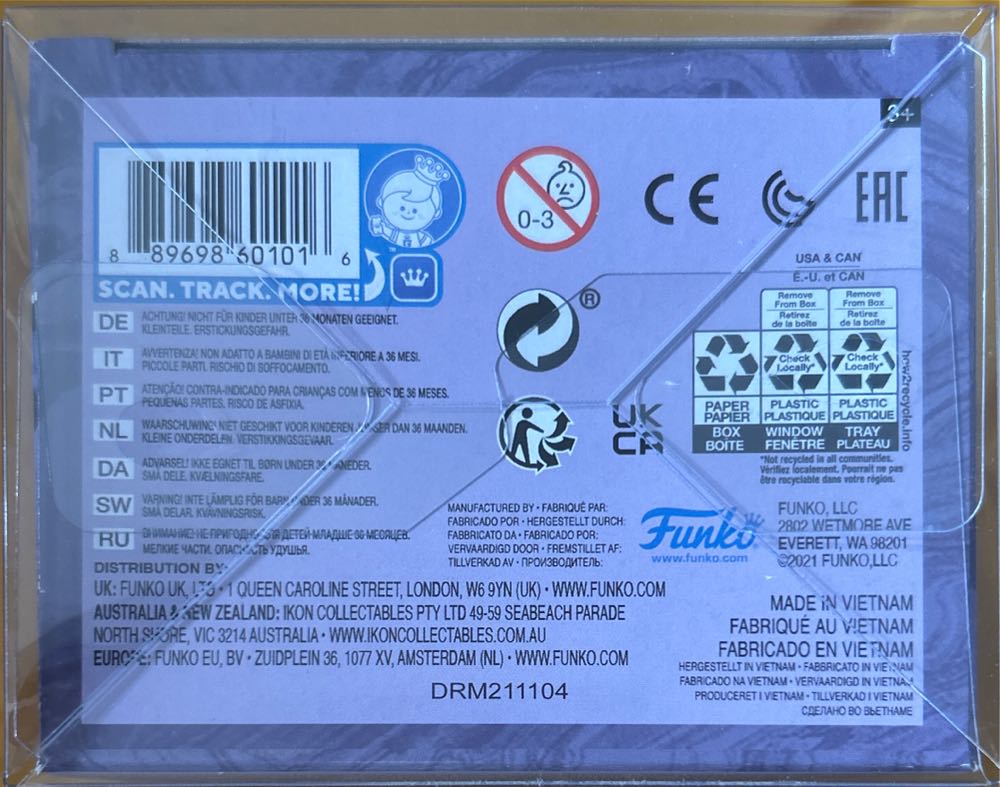 3+
8 89698 60101 6
SCAN. TRACK. MORE!
™
0-3
CE
EAC
USA & CAN
É.-U. et CAN
Remove From Box
Retirez de la boîte
Remove From Box
Retirez de la boîte
®
Check Locally*
Check Locally*
PAPER
PAPIER
PLASTIC
PLASTIQUE
PLASTIC
PLASTIQUE
BOX
BOITE
WINDOW
FENÊTRE
TRAY
PLATEAU
how2recycle.info
*Not recycled in all communities.
Vérifiez localement. Pourrait ne pas
être recyclable dans votre région.
UK
CA
DE ACHTUNG! NICHT FÜR KINDER UNTER 36 MONATEN GEEIGNET.
KLEINTEILE. ERSTICKUNGSGEFAHR.
IT AVVERTENZA! NON ADATTO A BAMBINI DI ETÀ INFERIORE A 36 MESI.
PICCOLE PARTI. RISCHIO DI SOFFOCAMENTO.
PT ATENÇÃO! CONTRA-INDICADO PARA CRIANÇAS COM MENOS DE 36 MESES.
PEQUENAS PARTES. RISCO DE ASFIXIA.
NL WAARSCHUWING! NIET GESCHIKT VOOR KINDEREN JONGER DAN 36 MAANDEN.
KLEINE ONDERDELEN. VERSTIKKINGSGEVAAR.
DA ADVARSEL! IKKE EGNET TIL BØRN UNDER 36 MÅNEDER.
SMÅ DELE. KVÆLNINGSFARE.
SW VARNING! INTE LÄMPLIG FÖR BARN UNDER 36 MÅNADER.
SMÅ DELAR. KVÄVNINGSRISK.
RU ВНИМАНИЕ! НЕ ПРИГОДНО ДЛЯ ДЕТЕЙ МЛАДШЕ 36 МЕСЯЦЕВ.
МЕЛКИЕ ЧАСТИ. ОПАСНОСТЬ УДУШЬЯ.
MANUFACTURED BY • FABRIQUÉ PAR:
FABRICADO POR • HERGESTELLT DURCH:
FABBRICATO DA • FABRICADO POR:
VERVAARDIGD DOOR • FREMSTILLET AF:
TILLVERKAD AV • ПРОИЗВОДИТЕЛЬ:
Funko
www.funko.com
FUNKO, LLC
2802 WETMORE AVE
EVERETT, WA 98201
©2021 FUNKO,LLC
DISTRIBUTION BY:
UK: FUNKO UK, LTD • 1 QUEEN CAROLINE STREET, LONDON, W6 9YN (UK) • WWW.FUNKO.COM
AUSTRALIA & NEW ZEALAND: IKON COLLECTABLES PTY LTD 49-59 SEABEACH PARADE
NORTH SHORE, VIC 3214 AUSTRALIA • WWW.IKONCOLLECTABLES.COM.AU
EUROPE: FUNKO EU, BV • ZUIDPLEIN 36, 1077 XV, AMSTERDAM (NL) • WWW.FUNKO.COM
DRM211104
MADE IN VIETNAM
FABRIQUÉ AU VIETNAM
FABRICADO EN VIETNAM
HERGESTELLT IN VIETNAM • FABBRICATO IN VIETNAM
FABRICADO NA VIETNAM • VERVAARDIGD IN VIETNAM
PRODUCERET I VIETNAM • TILLVERKAD I VIETNAM
СДЕЛАНО ВО ВЬЕТНАМЕ